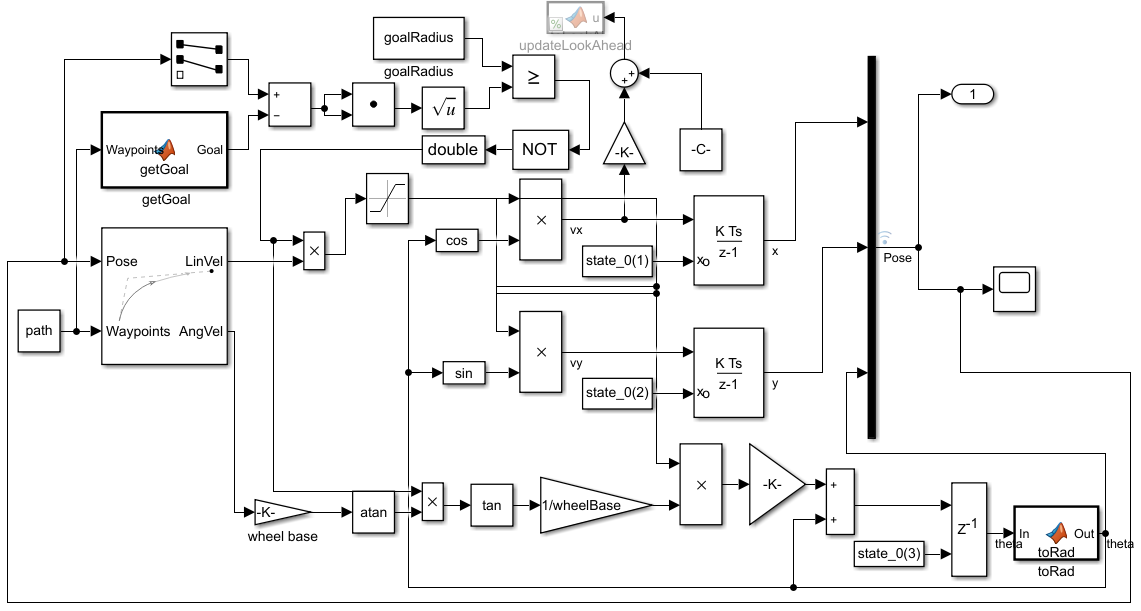 u
updateLookAhead
goalRadius
goalRadius
+
−
≥
√u
+
+
Waypoints
Goal
getGoal
getGoal
double
NOT
-K-
-C-
1
×
cos
×
vx
state_0(1)
K Ts
z-1
xo
x
Pose
Pose
LinVel
Waypoints
AngVel
path
×
vy
sin
state_0(2)
K Ts
z-1
xo
y
-K-
wheel base
atan
×
tan
1/wheelBase
×
-K-
+
+
state_0(3)
Z-1
theta
In
Out
toRad
toRad
theta